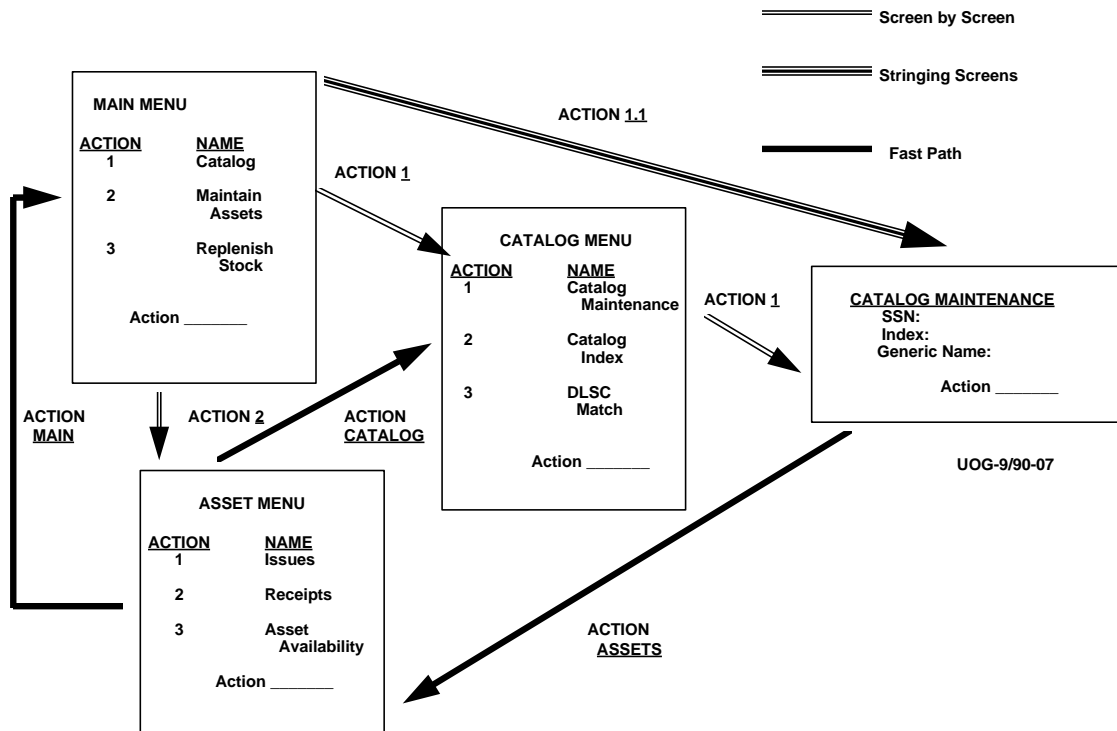 Screen by Screen
Stringing Screens
Fast Path
MAIN MENU
ACTION NAME
1 Catalog
2 Maintain
Assets
3 Replenish
Stock
Action _______
ACTION 1.1
ACTION 1
CATALOG MENU
ACTION NAME
1 Catalog
Maintenance
2 Catalog
Index
3 DLSC
Match
Action _______
ACTION 1
CATALOG MAINTENANCE
SSN:
Index:
Generic Name:
Action _______
ACTION
MAIN
ACTION 2
ACTION
CATALOG
UOG-9/90-07
ASSET MENU
ACTION NAME
1 Issues
2 Receipts
3 Asset
Availability
Action _______
ACTION
ASSETS